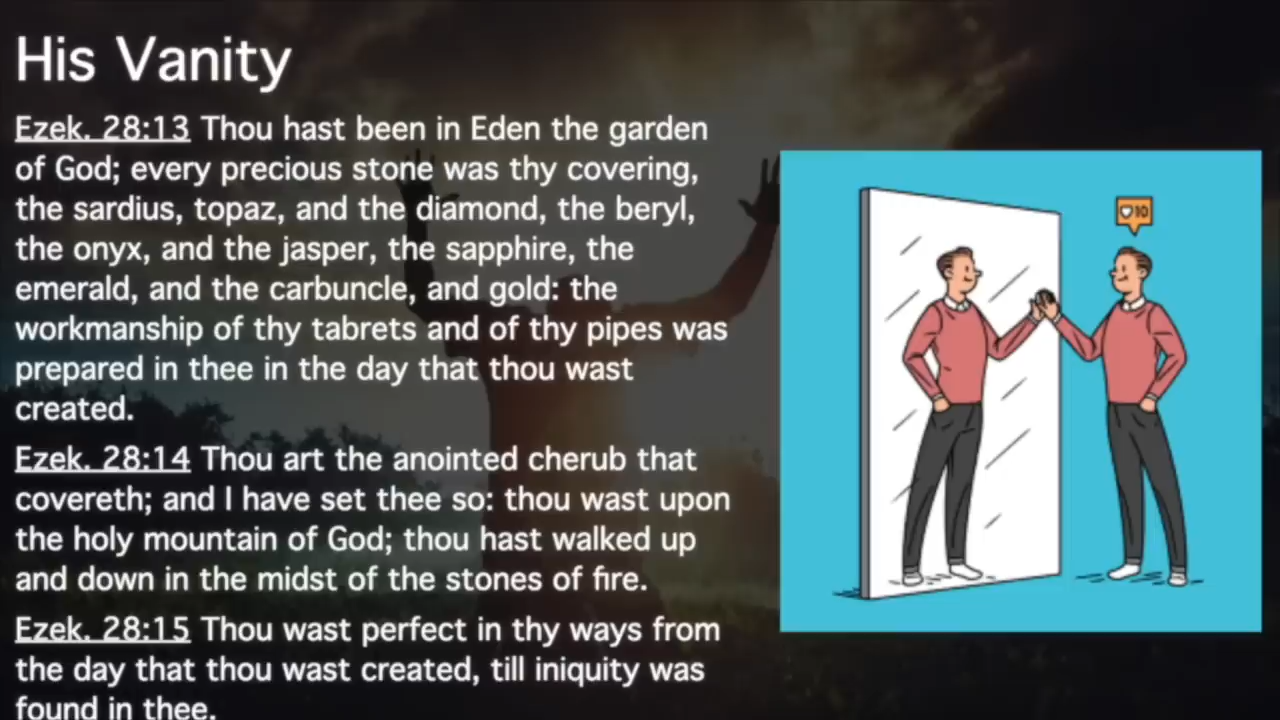 His Vanity
Ezek. 28:13 Thou hast been in Eden the garden
of God; every precious stone was thy covering,
the sardius, topaz, and the diamond, the beryl,
the onyx, and the jasper, the sapphire, the
emerald, and the carbuncle, and gold: the
workmanship of thy tabrets and of thy pipes was
prepared in thee in the day that thou wast
created.
Ezek. 28:14 Thou art the anointed cherub that
covereth; and I have set thee so: thou wast upon
the holy mountain of God; thou hast walked up
and down in the midst of the stones of fire.
Ezek. 28:15 Thou wast perfect in thy ways from
the day that thou wast created, till iniquity was
found in thee.
10